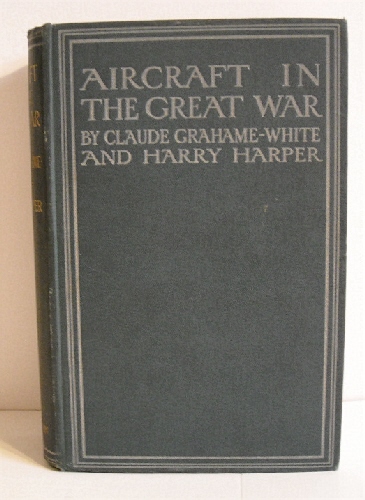 AIRCRAFT IN
THE GREAT WAR
BY CLAUDE GRAHAME-WHITE
AND HARRY HARPER